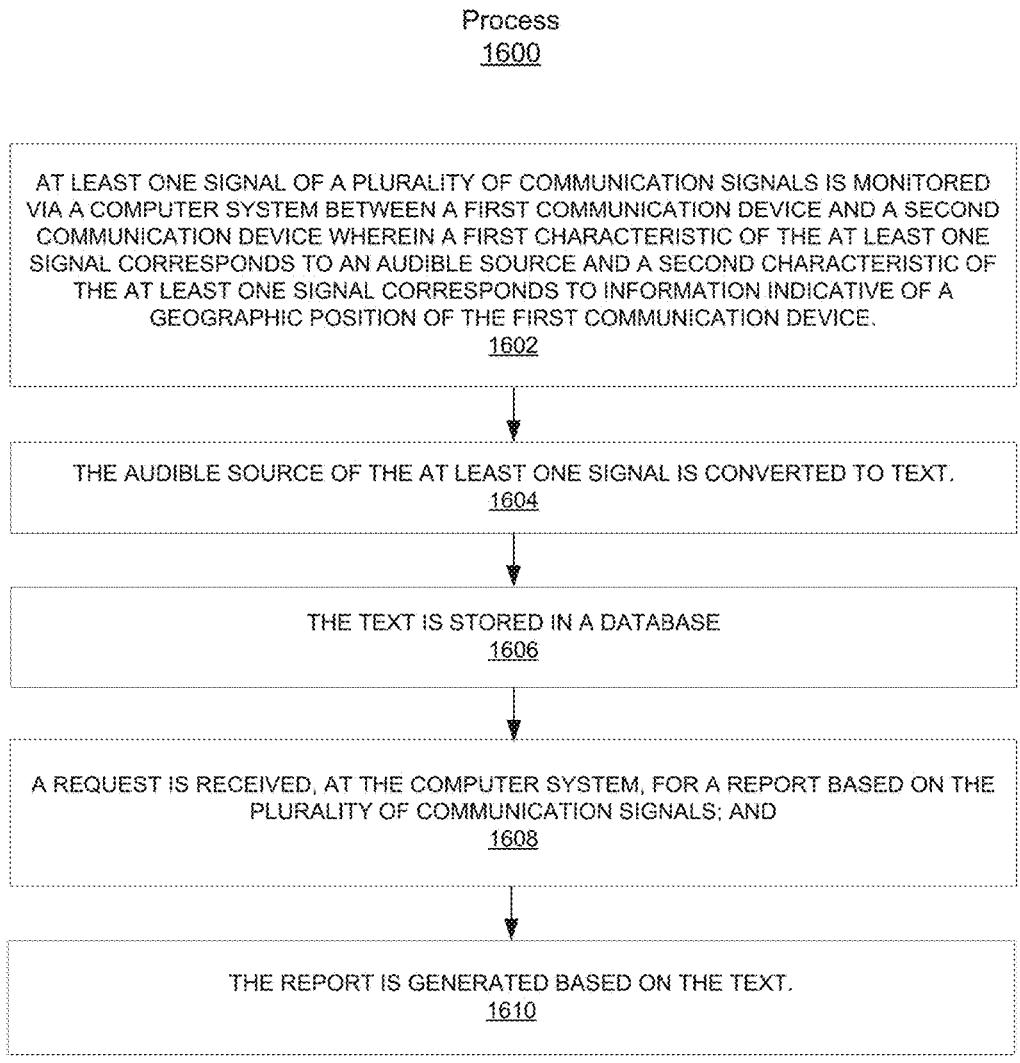 Process
1600
AT LEAST ONE SIGNAL OF A PLURALITY OF COMMUNICATION SIGNALS IS MONITORED
VIA A COMPUTER SYSTEM BETWEEN A FIRST COMMUNICATION DEVICE AND A SECOND
COMMUNICATION DEVICE WHEREIN A FIRST CHARACTERISTIC OF THE AT LEAST ONE
SIGNAL CORRESPONDS TO AN AUDIBLE SOURCE AND A SECOND CHARACTERISTIC OF
THE AT LEAST ONE SIGNAL CORRESPONDS TO INFORMATION INDICATIVE OF A
GEOGRAPHIC POSITION OF THE FIRST COMMUNICATION DEVICE.
1602
THE AUDIBLE SOURCE OF THE AT LEAST ONE SIGNAL IS CONVERTED TO TEXT.
1604
THE TEXT IS STORED IN A DATABASE
1606
A REQUEST IS RECEIVED, AT THE COMPUTER SYSTEM, FOR A REPORT BASED ON THE
PLURALITY OF COMMUNICATION SIGNALS; AND
1608
THE REPORT IS GENERATED BASED ON THE TEXT.
1610